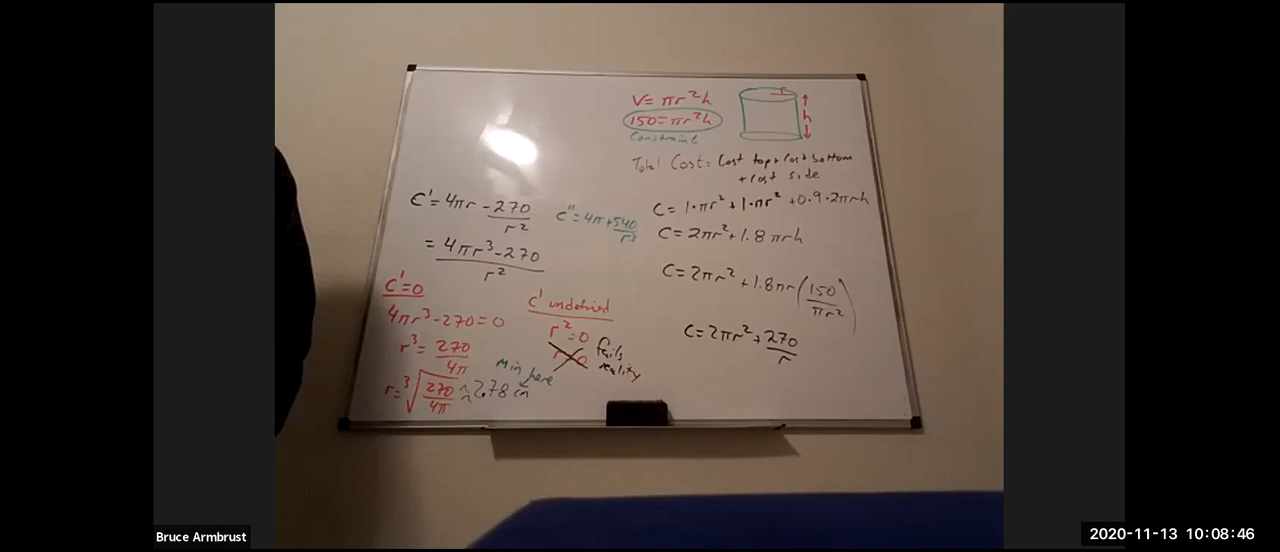 V = πr²h
r
150 = πr²h
h
Constraint
Total Cost = Cost top + Cost bottom
+ Cost side
C = 1·πr² + 1·πr² + 0.9·2πrh
C = 2πr² + 1.8πrh
C = 2πr² + 1.8πr(150/πr²)
C = 2πr² + 270/r
C' = 4πr - 270/r²
C'' = 4π + 540/r³
= 4πr³ - 270/r²
C' = 0
4πr³ - 270 = 0
r³ = 270/4π
r = ³√270/4π ≈ 2.78 cm
Min here
C' undefined
r² = 0
r = 0
fails
reality
Bruce Armbrust
2020-11-13 10:08:46